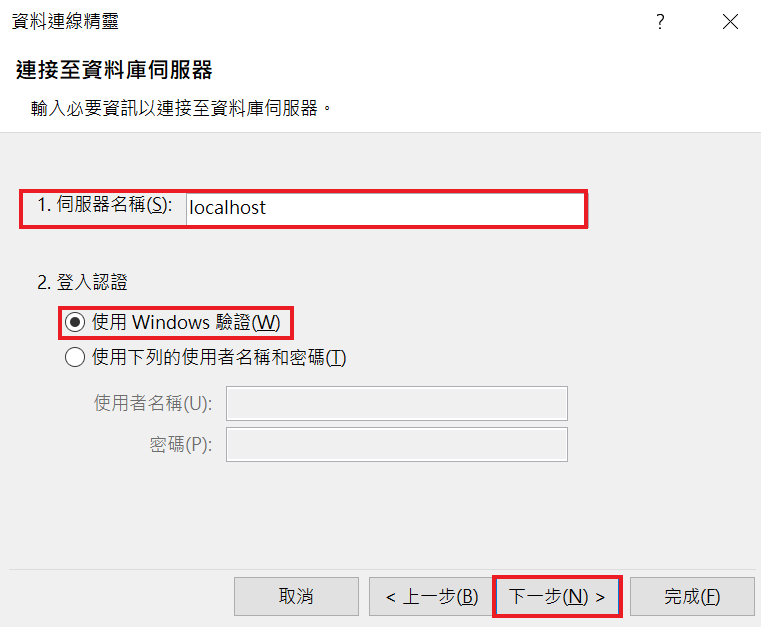 資料連線精靈 ?
連接至資料庫伺服器
輸入必要資訊以連接至資料庫伺服器。
1. 伺服器名稱(S): localhost
2. 登入認證
使用 Windows 驗證(W)
使用下列的使用者名稱和密碼(T)
使用者名稱(U):
密碼(P):
取消 < 上一步(B) 下一步(N) > 完成(F)